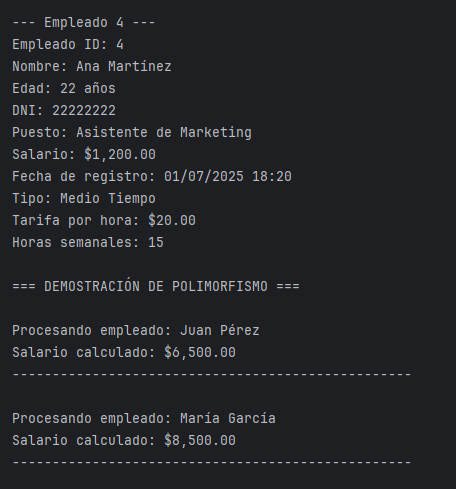 --- Empleado 4 ---
Empleado ID: 4
Nombre: Ana Martínez
Edad: 22 años
DNI: 22222222
Puesto: Asistente de Marketing
Salario: $1,200.00
Fecha de registro: 01/07/2025 18:20
Tipo: Medio Tiempo
Tarifa por hora: $20.00
Horas semanales: 15
=== DEMOSTRACIÓN DE POLIMORFISMO ===
Procesando empleado: Juan Pérez
Salario calculado: $6,500.00
--------------------------------------------------
Procesando empleado: María García
Salario calculado: $8,500.00
--------------------------------------------------